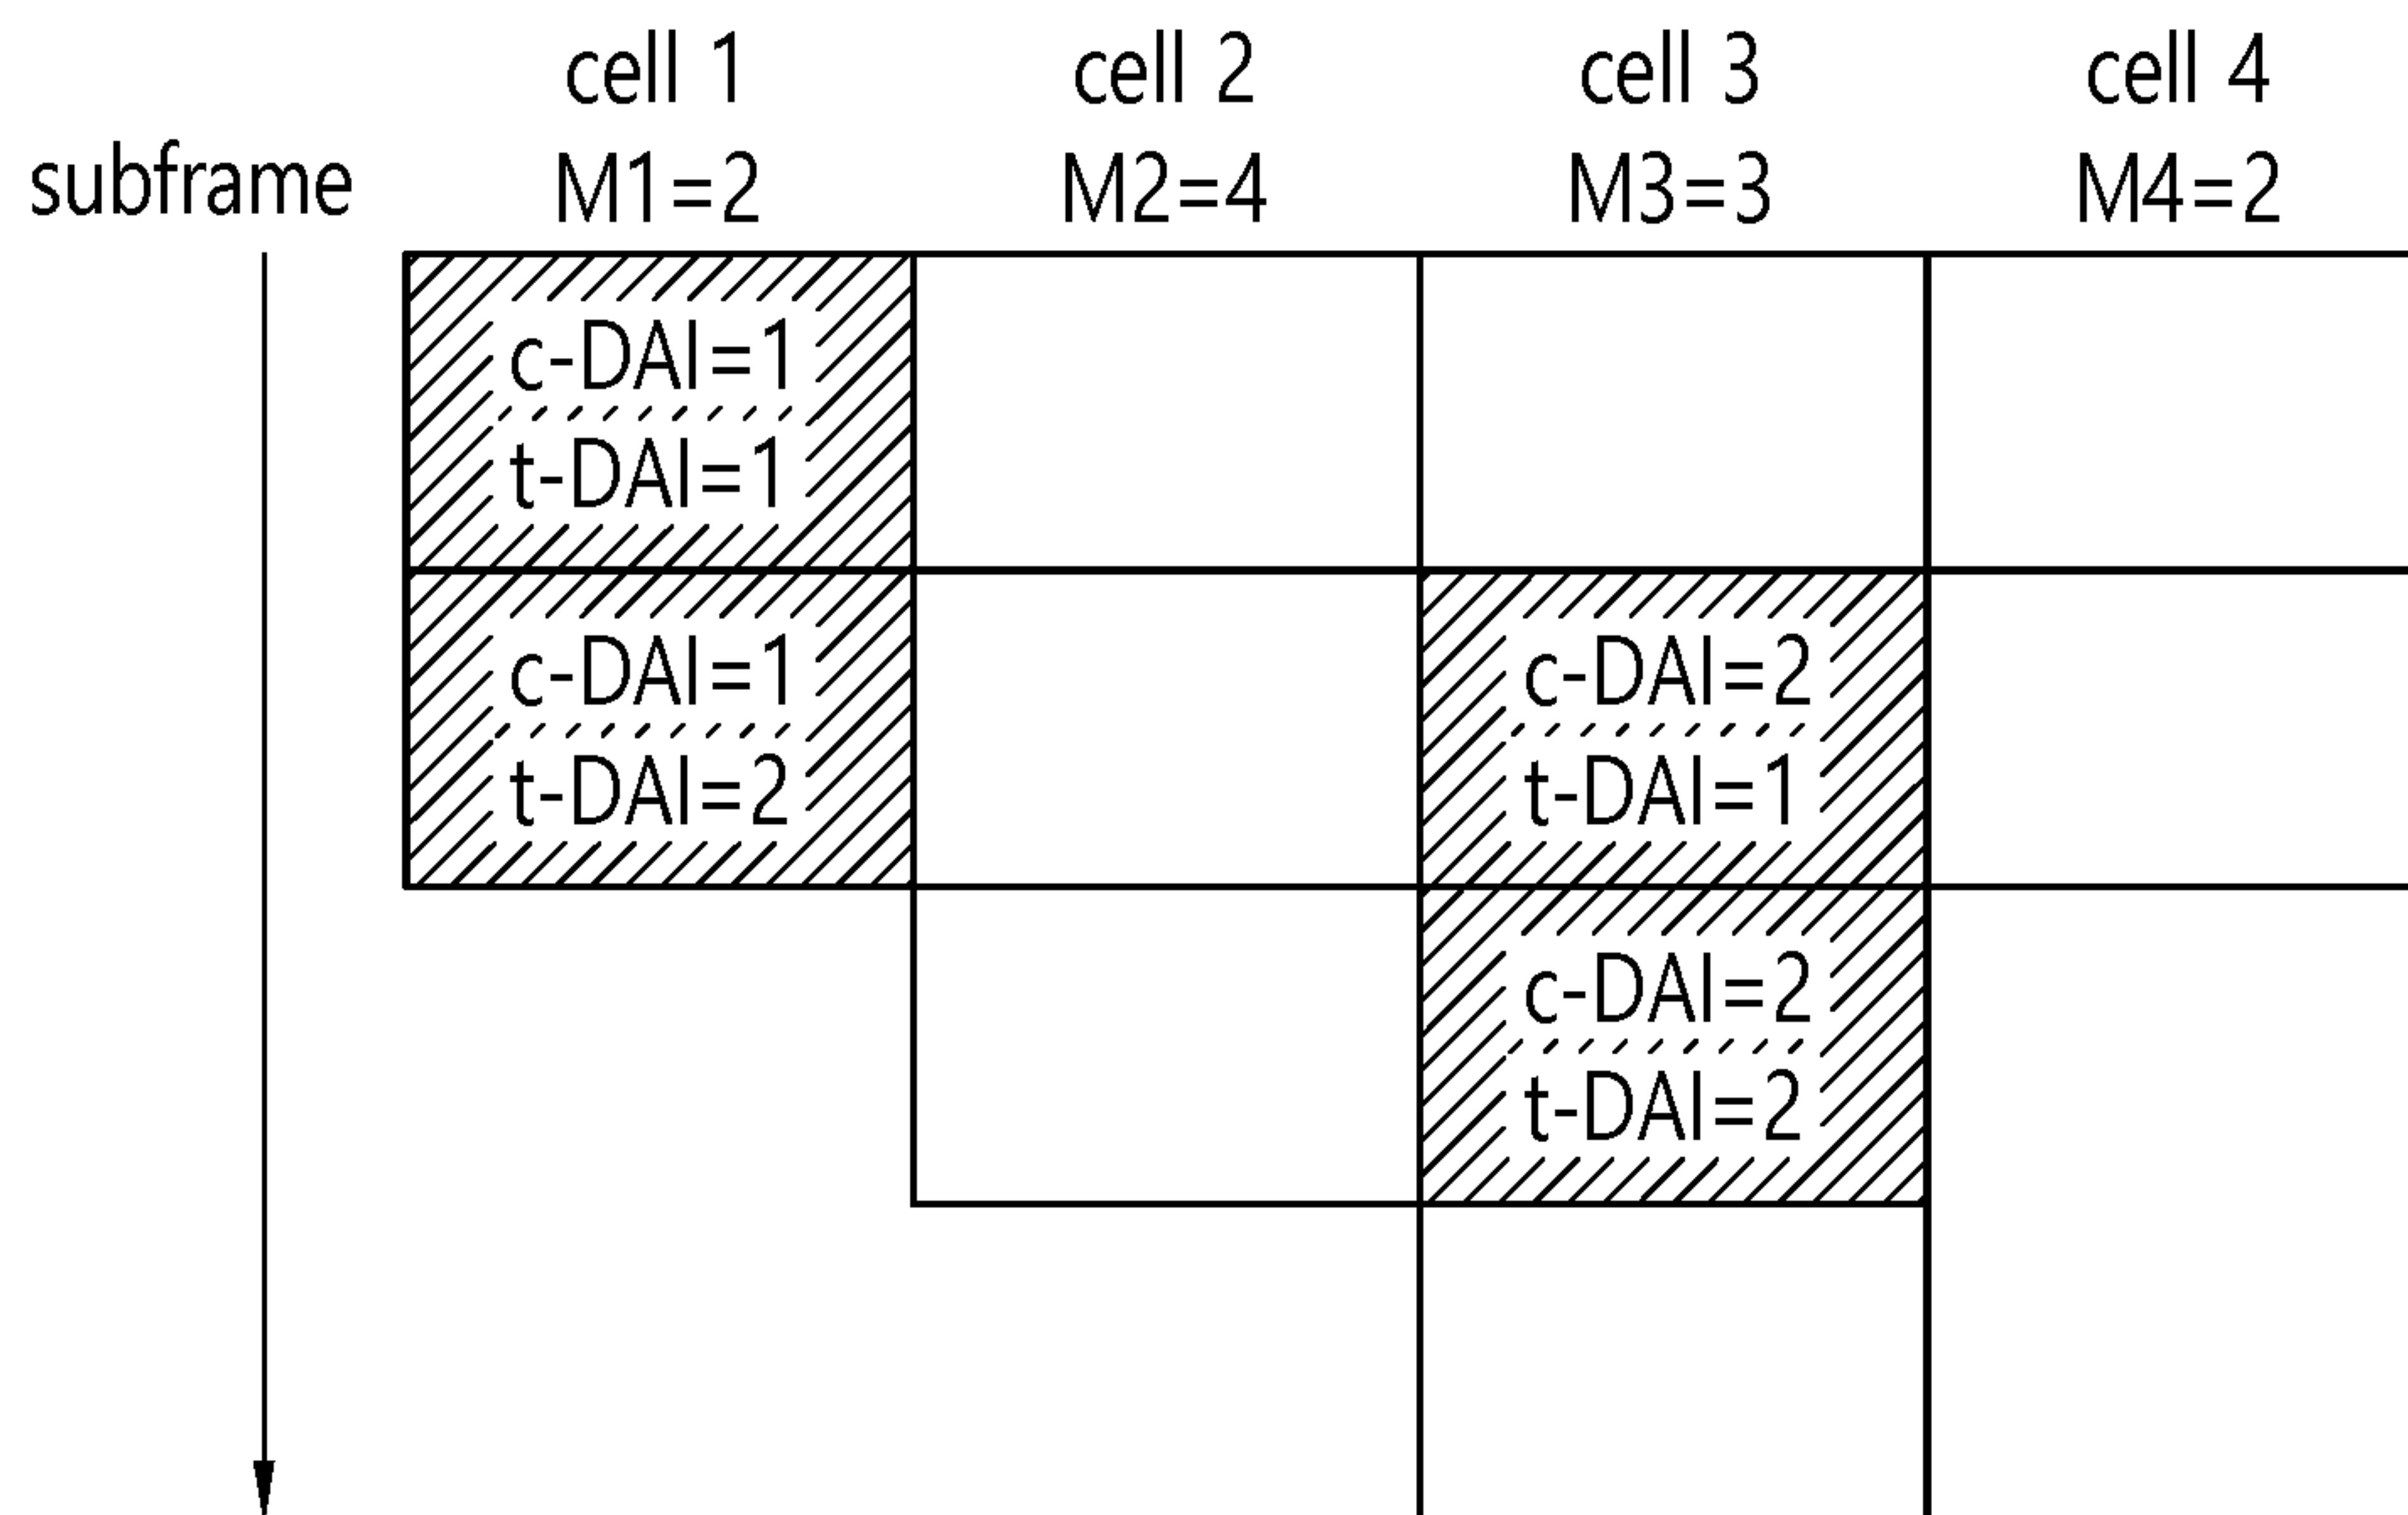 cell 1
cell 2
cell 3
cell 4
subframe
M1=2
M2=4
M3=3
M4=2
c-DAI=1
t-DAI=1
c-DAI=1
t-DAI=2
c-DAI=2
t-DAI=1
c-DAI=2
t-DAI=2